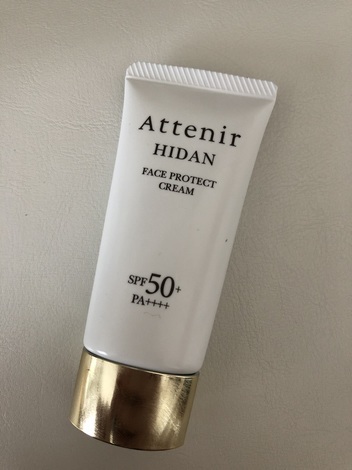 Attenir
HIDAN
FACE PROTECT
CREAM
SPF50+
PA++++